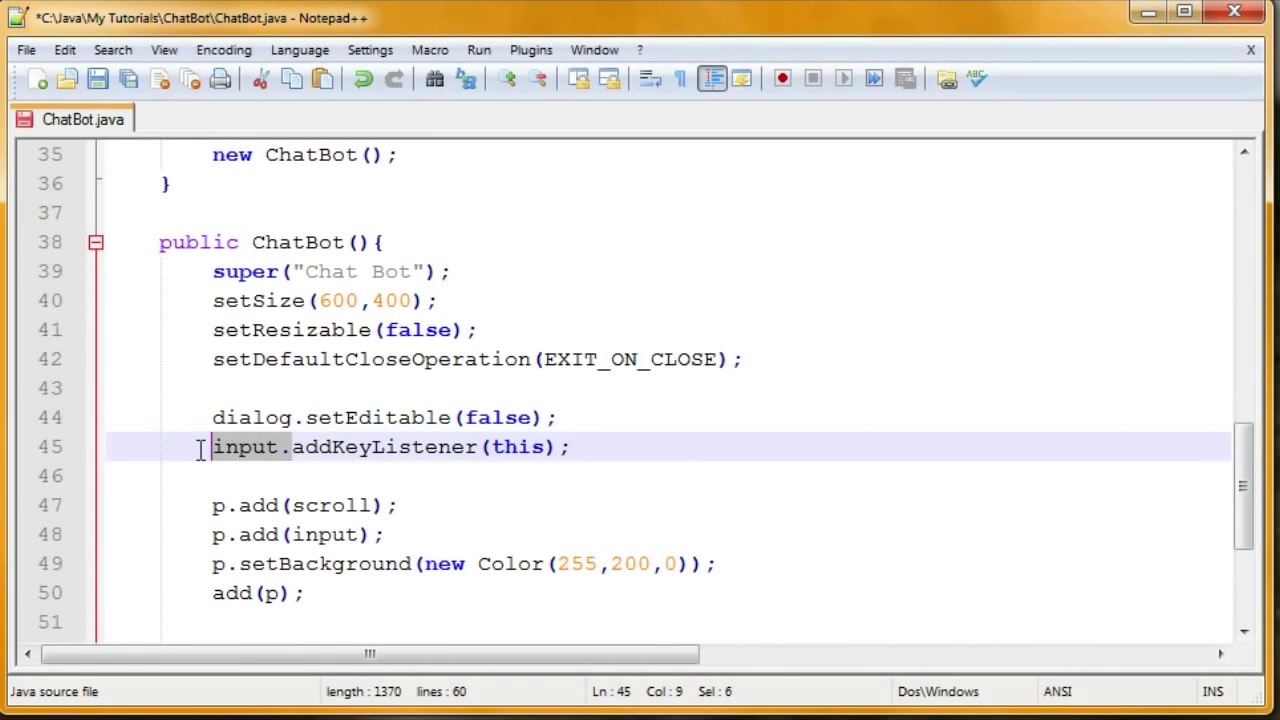 *C:\Java\My Tutorials\ChatBot\ChatBot.java - Notepad++
File Edit Search View Encoding Language Settings Macro Run Plugins Window ? X
ABC
ChatBot.java
35 new ChatBot();
36 }
37
38 public ChatBot(){
39 super("Chat Bot");
40 setSize(600,400);
41 setResizable(false);
42 setDefaultCloseOperation(EXIT_ON_CLOSE);
43
44 dialog.setEditable(false);
45 input.addKeyListener(this);
46
47 p.add(scroll);
48 p.add(input);
49 p.setBackground(new Color(255,200,0));
50 add(p);
51
Java source file length : 1370 lines : 60 Ln : 45 Col : 9 Sel : 6 Dos\Windows ANSI INS